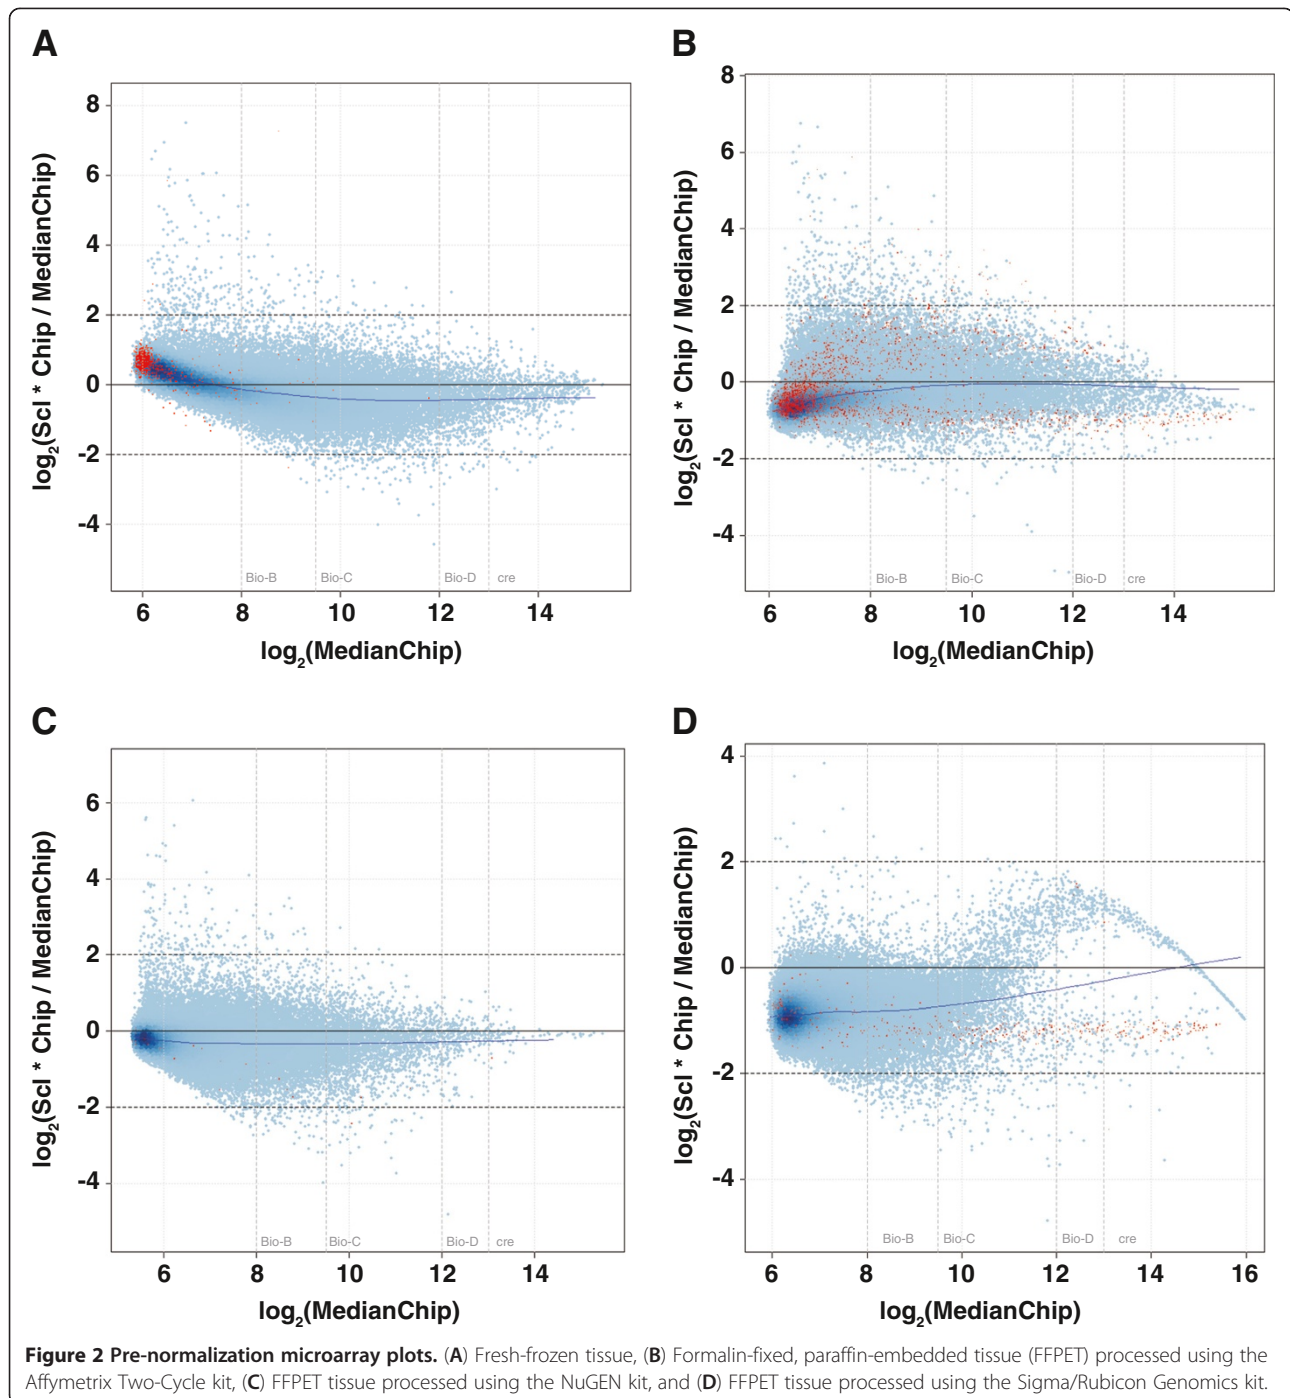 A
8
6
4
2
0
-2
-4
log2(Scl * Chip / MedianChip)
Bio-B
Bio-C
Bio-D
cre
6
8
10
12
14
log2(MedianChip)
B
8
6
4
2
0
-2
-4
log2(Scl * Chip / MedianChip)
Bio-B
Bio-C
Bio-D
cre
6
8
10
12
14
log2(MedianChip)
C
6
4
2
0
-2
-4
log2(Scl * Chip / MedianChip)
Bio-B
Bio-C
Bio-D
cre
6
8
10
12
14
log2(MedianChip)
D
4
2
0
-2
-4
log2(Scl * Chip / MedianChip)
Bio-B
Bio-C
Bio-D
cre
6
8
10
12
14
16
log2(MedianChip)
Figure 2 Pre-normalization microarray plots. (A) Fresh-frozen tissue, (B) Formalin-fixed, paraffin-embedded tissue (FFPET) processed using the
Affymetrix Two-Cycle kit, (C) FFPET tissue processed using the NuGEN kit, and (D) FFPET tissue processed using the Sigma/Rubicon Genomics kit.